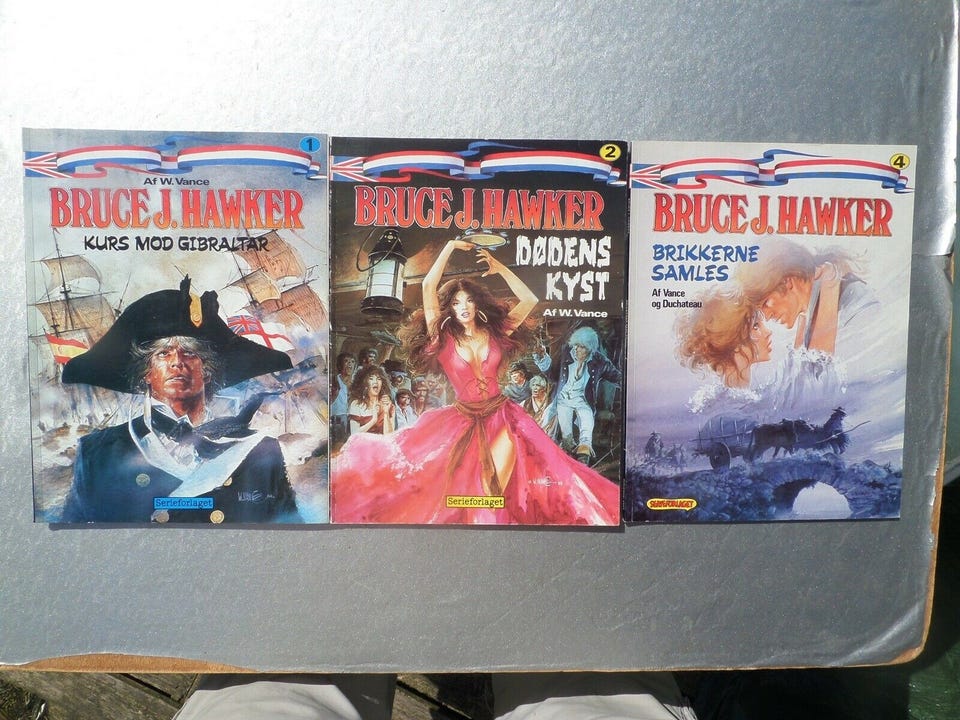 1
Af W. Vance
BRUCE J. HAWKER
KURS MOD GIBRALTAR
Serieforlaget
2
BRUCE J. HAWKER
DØDENS
KYST
Af W. Vance
W. VANCE
Serieforlaget
4
BRUCE J. HAWKER
BRIKKERNE
SAMLES
Af Vance
og Duchateau
SERIEFORLAGET